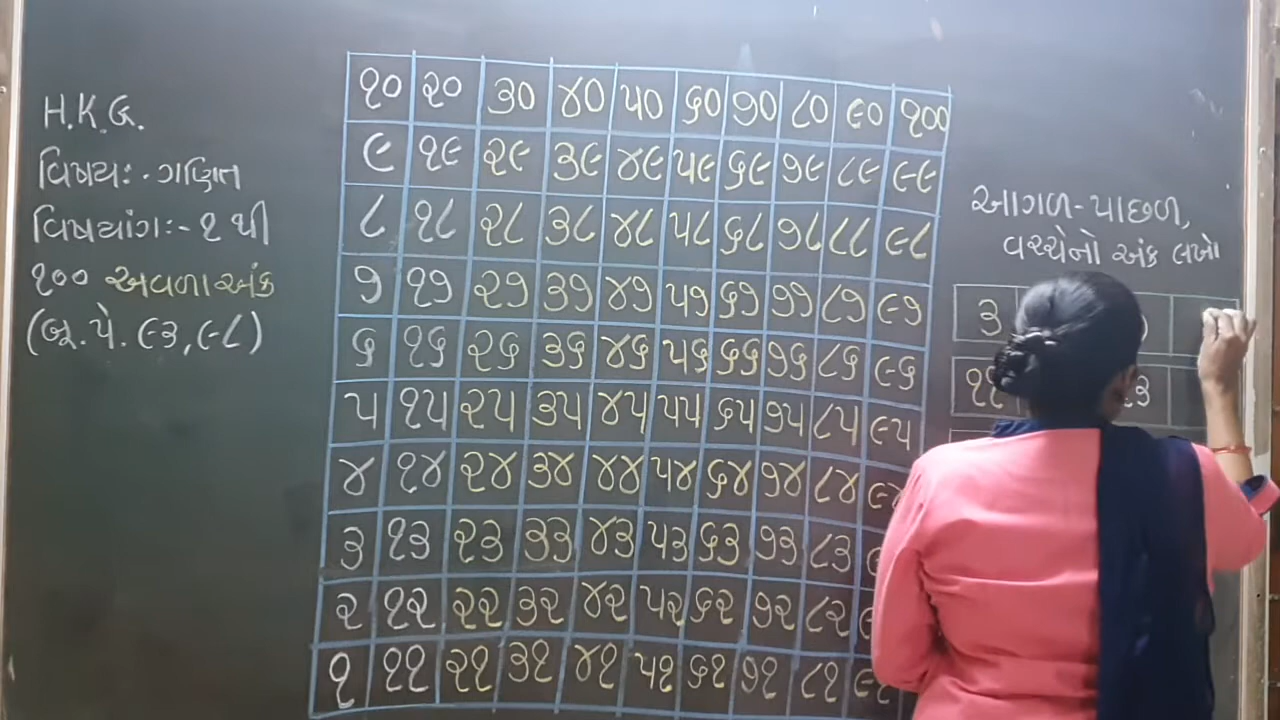 H.K.G.
વિષયઃ- ગણિત
વિષયાંગઃ- ૧ થી
૧૦૦ અવળા અંક
(બૂ. પે. ૯૩,૯૮)
૧૦ ૨૦ ૩૦ ૪૦ ૫૦ ૬૦ ૭૦ ૮૦ ૯૦ ૧૦૦
૯ ૧૯ ૨૯ ૩૯ ૪૯ ૫૯ ૬૯ ૭૯ ૮૯ ૯૯
૮ ૧૮ ૨૮ ૩૮ ૪૮ ૫૮ ૬૮ ૭૮ ૮૮ ૯૮
૭ ૧૭ ૨૭ ૩૭ ૪૭ ૫૭ ૬૭ ૭૭ ૮૭ ૯૭
૬ ૧૬ ૨૬ ૩૬ ૪૬ ૫૬ ૬૬ ૭૬ ૮૬ ૯૬
૫ ૧૫ ૨૫ ૩૫ ૪૫ ૫૫ ૬૫ ૭૫ ૮૫ ૯૫
૪ ૧૪ ૨૪ ૩૪ ૪૪ ૫૪ ૬૪ ૭૪ ૮૪
૩ ૧૩ ૨૩ ૩૩ ૪૩ ૫૩ ૬૩ ૭૩ ૮૩
૨ ૧૨ ૨૨ ૩૨ ૪૨ ૫૨ ૬૨ ૭૨ ૮૨
૧ ૧૧ ૨૧ ૩૧ ૪૧ ૫૧ ૬૧ ૭૧ ૮૧
આગળ-પાછળ,
વચ્ચેનો અંક લખો
૩